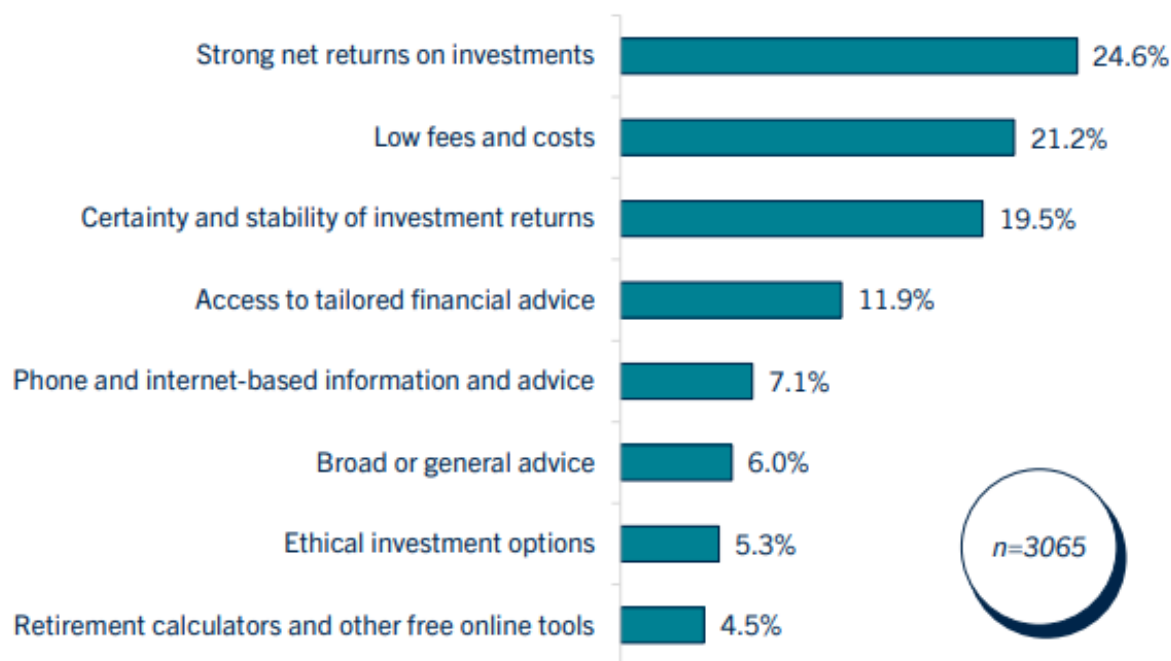 Strong net returns on investments 24.6%
Low fees and costs 21.2%
Certainty and stability of investment returns 19.5%
Access to tailored financial advice 11.9%
Phone and internet-based information and advice 7.1%
Broad or general advice 6.0%
Ethical investment options 5.3%
n=3065
Retirement calculators and other free online tools 4.5%